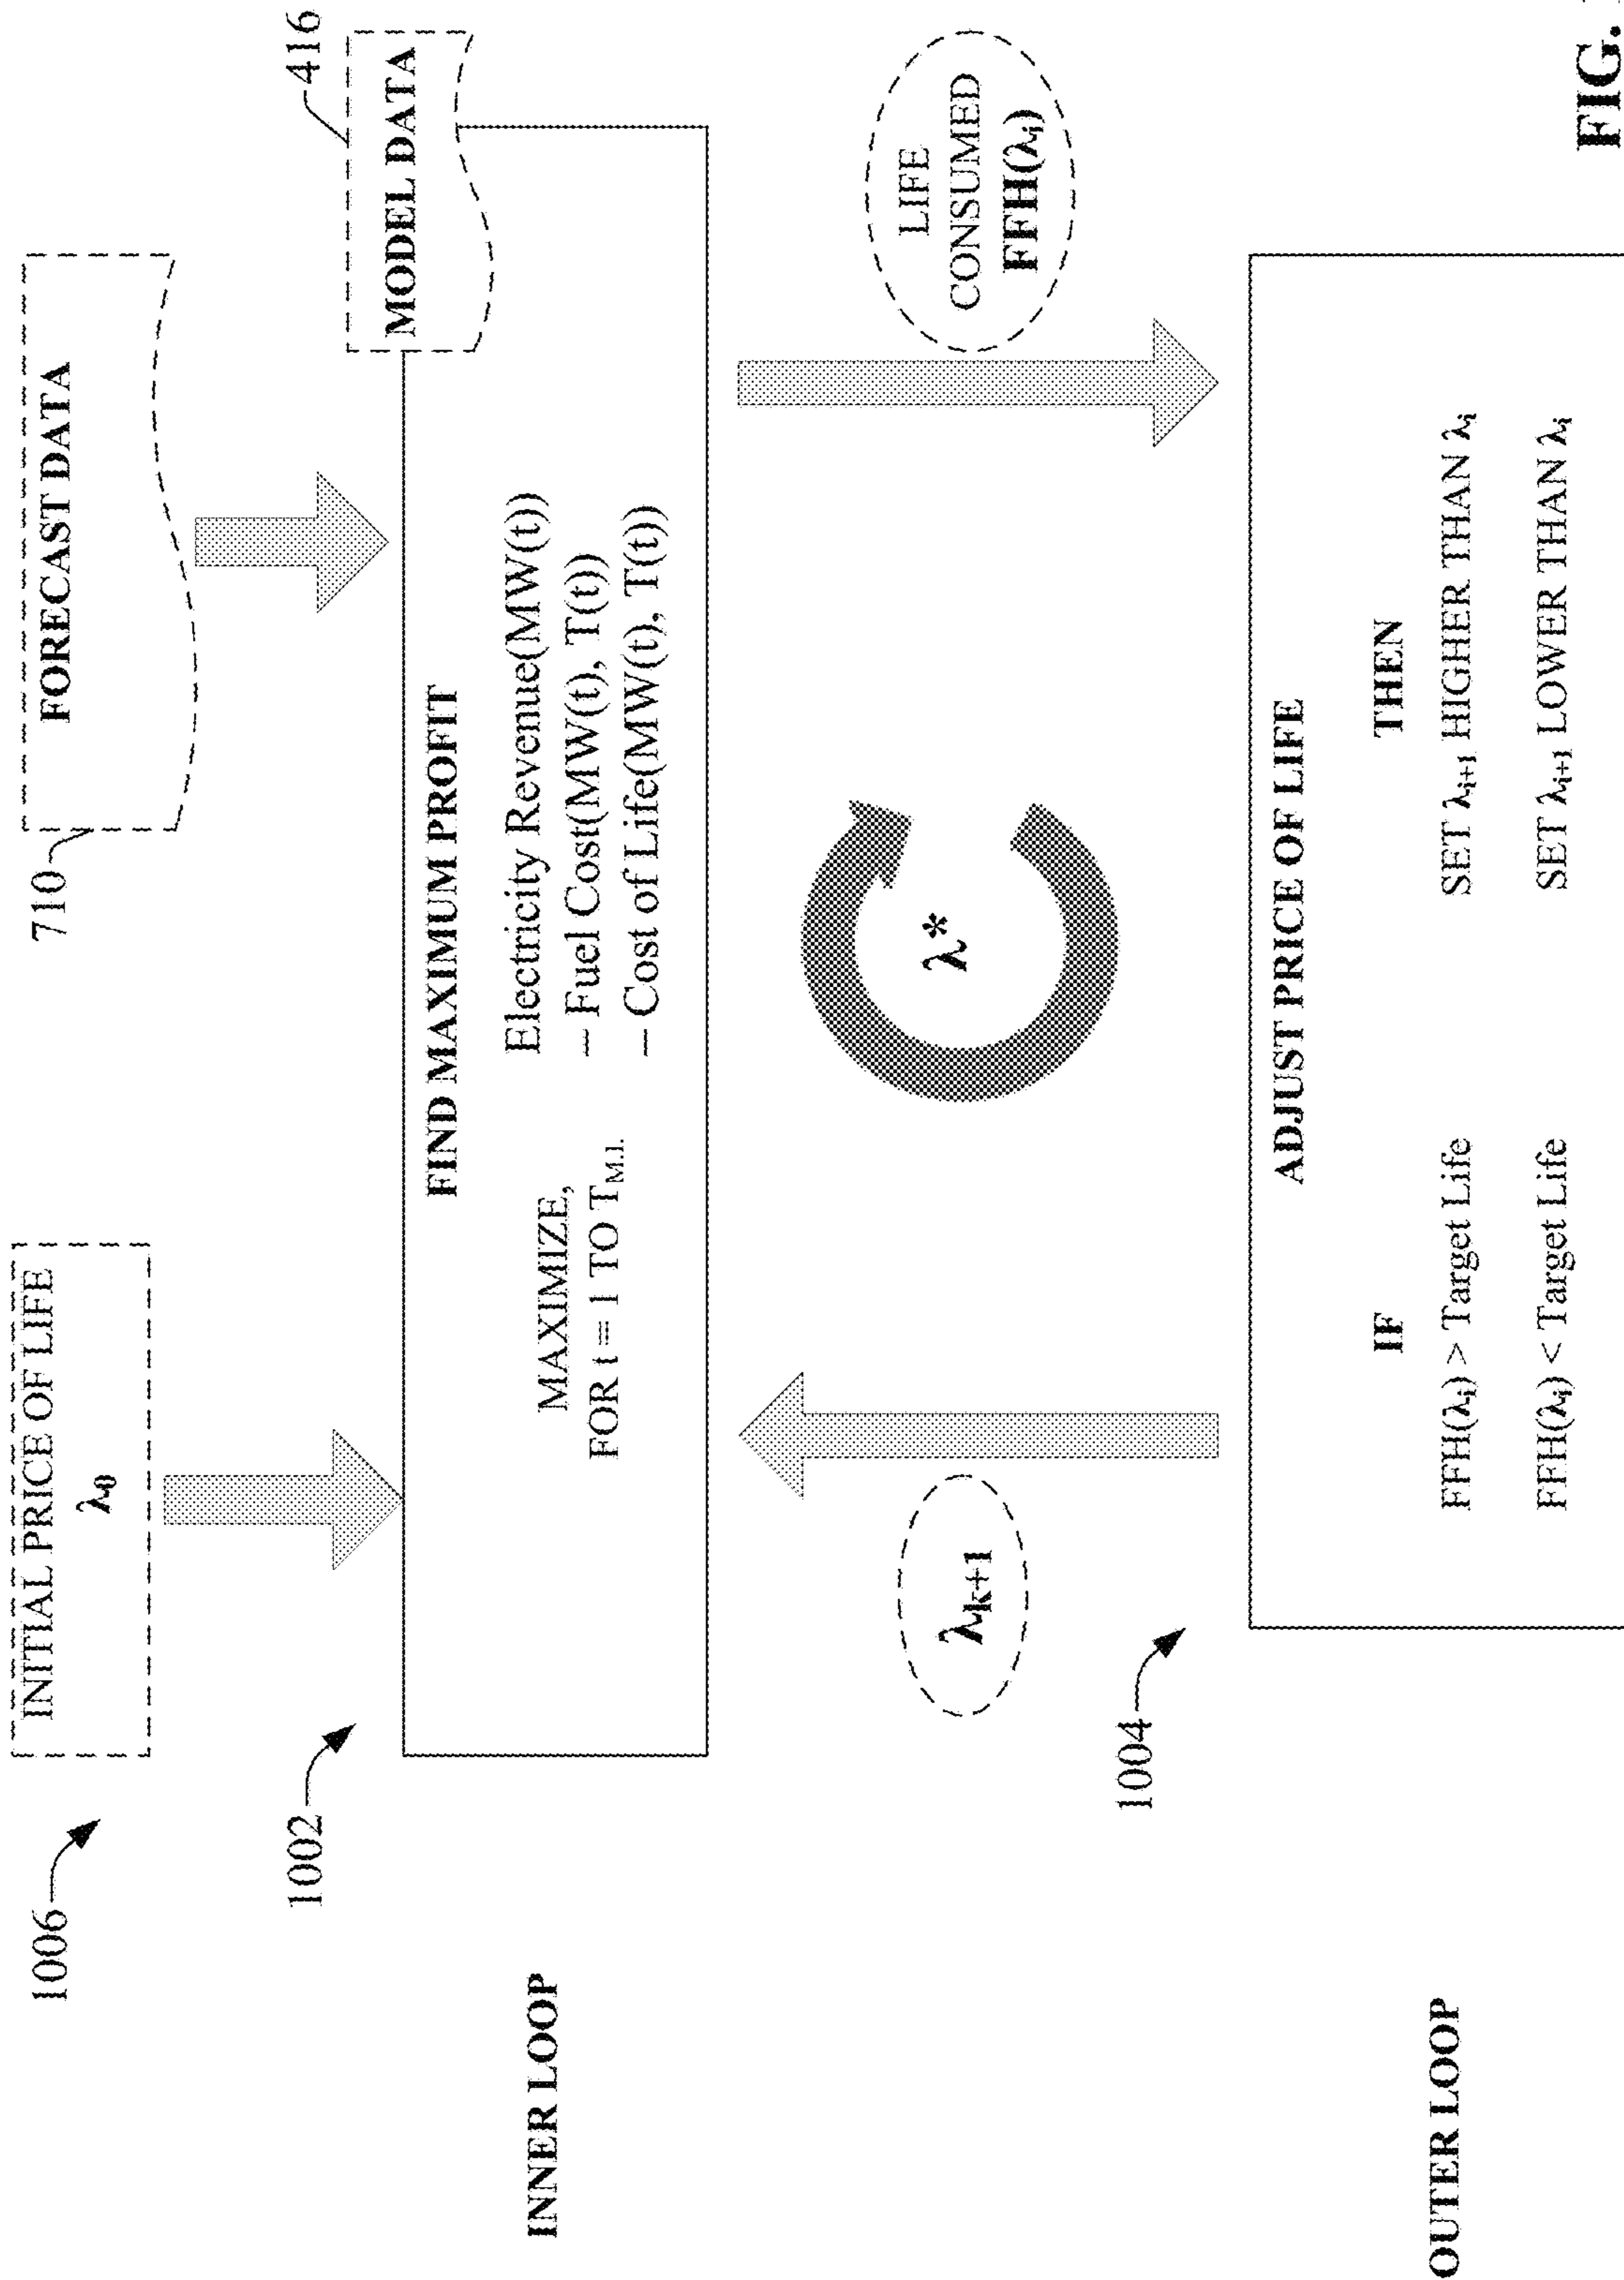 1006
INITIAL PRICE OF LIFE
λ0
710
FORECAST DATA
416
MODEL DATA
1002
INNER LOOP
FIND MAXIMUM PROFIT
MAXIMIZE,
FOR t = 1 TO TM.I.
Electricity Revenue(MW(t))
– Fuel Cost(MW(t), T(t))
– Cost of Life(MW(t), T(t))
λk+1
λ*
LIFE
CONSUMED
FFH(λi)
1004
OUTER LOOP
ADJUST PRICE OF LIFE
IF THEN
FFH(λi) > Target Life SET λi+1 HIGHER THAN λi
FFH(λi) < Target Life SET λi+1 LOWER THAN λi
FIG.